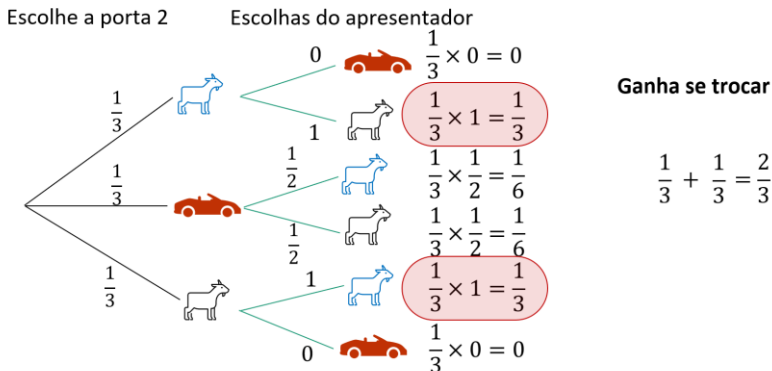 Escolhe a porta 2 Escolhas do apresentador
0 1/3 × 0 = 0
Ganha se trocar
1/3 1 1/3 × 1 = 1/3
1/3 1/2 1/3 × 1/2 = 1/6
1/3 + 1/3 = 2/3
1/2 1/3 × 1/2 = 1/6
1/3 1 1/3 × 1 = 1/3
0 1/3 × 0 = 0